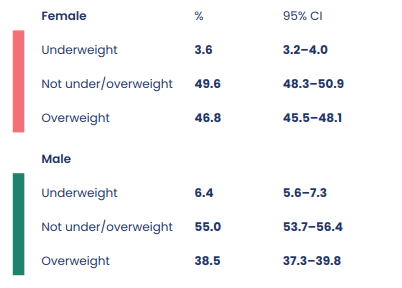 Female % 95% CI
Underweight 3.6 3.2–4.0
Not under/overweight 49.6 48.3–50.9
Overweight 46.8 45.5–48.1
Male
Underweight 6.4 5.6–7.3
Not under/overweight 55.0 53.7–56.4
Overweight 38.5 37.3–39.8